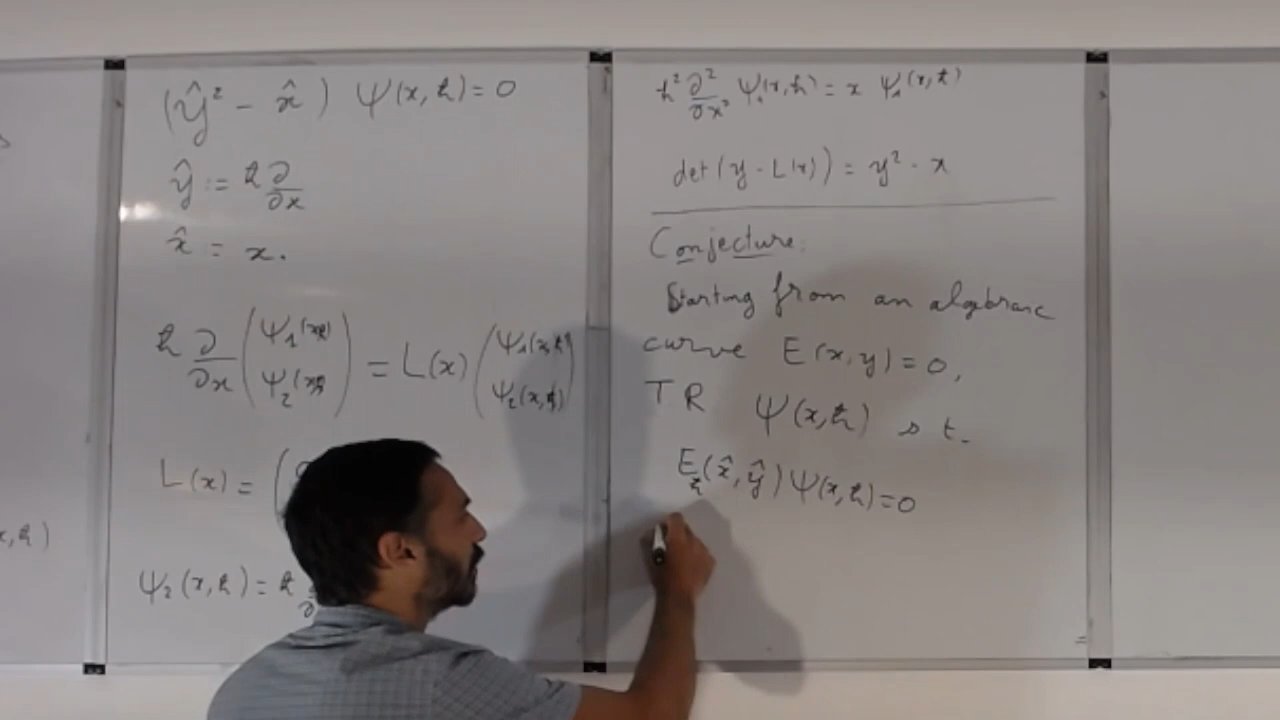 (ŷ² - x̂) Ψ(x, ħ) = 0
ŷ := ħ ∂/∂x
x̂ = x.
ħ ∂/∂x (Ψ₁(x,ħ) Ψ₂(x,ħ)) = L(x) (Ψ₁(x,ħ) Ψ₂(x,ħ))
L(x) = (0
Ψ₂(x,ħ) = ħ
x,ħ)
ħ² ∂²/∂x² Ψ₁(x,ħ) = x Ψ₁(x,ħ)
det(y - L(x)) = y² - x
Conjecture:
Starting from an algebraic
curve E(x,y) = 0,
TR Ψ(x,ħ) s t.
E_ħ(x̂,ŷ) Ψ(x,ħ) = 0